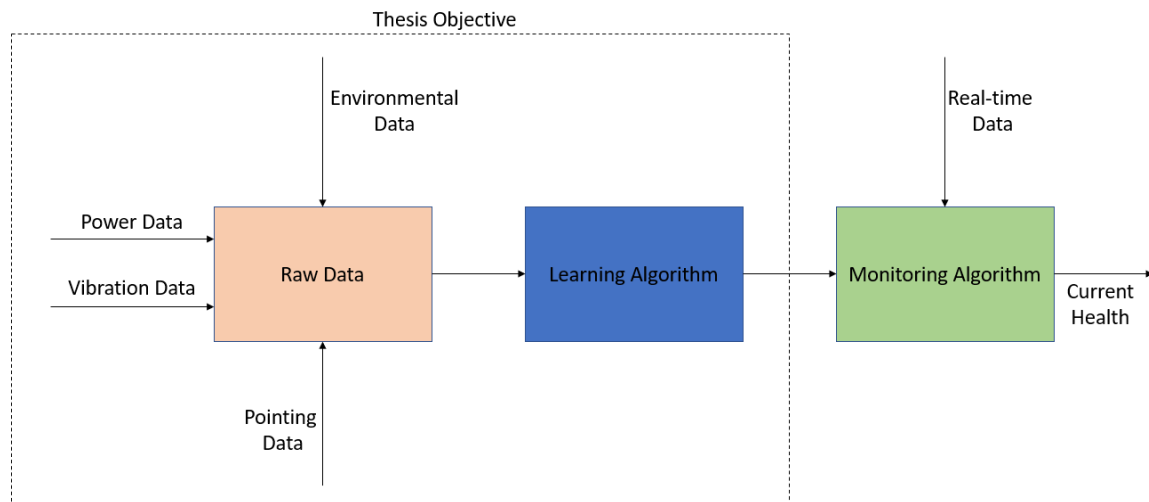 Thesis Objective
Environmental
Data
Real-time
Data
Power Data
Vibration Data
Raw Data
Learning Algorithm
Monitoring Algorithm
Current
Health
Pointing
Data